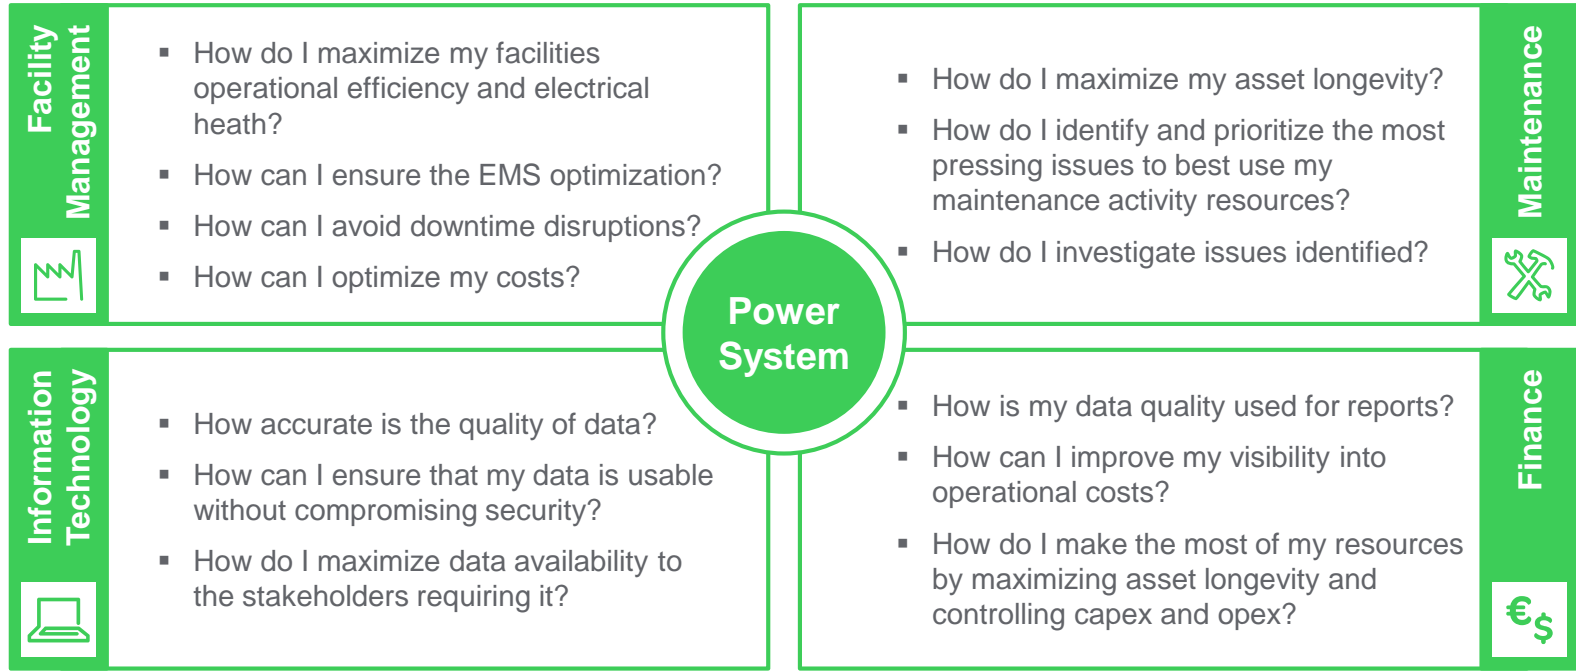 Facility
Management
▪ How do I maximize my facilities
operational efficiency and electrical
heath?
▪ How can I ensure the EMS optimization?
▪ How can I avoid downtime disruptions?
▪ How can I optimize my costs?
Maintenance
▪ How do I maximize my asset longevity?
▪ How do I identify and prioritize the most
pressing issues to best use my
maintenance activity resources?
▪ How do I investigate issues identified?
Power
System
Information
Technology
▪ How accurate is the quality of data?
▪ How can I ensure that my data is usable
without compromising security?
▪ How do I maximize data availability to
the stakeholders requiring it?
Finance
▪ How is my data quality used for reports?
▪ How can I improve my visibility into
operational costs?
▪ How do I make the most of my resources
by maximizing asset longevity and
controlling capex and opex?
€$